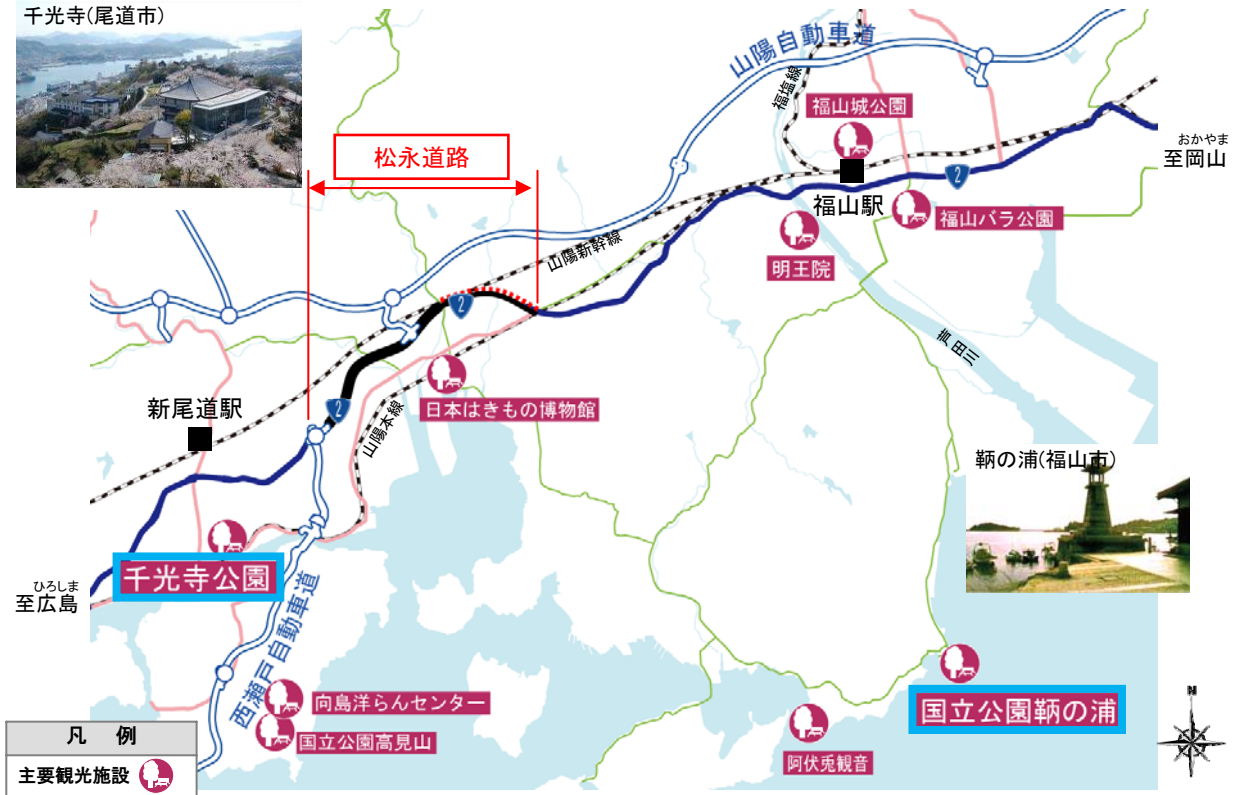 千光寺(尾道市)
山陽自動車道
福塩線
福山城公園
おかやま
至岡山
松永道路
2
福山駅
福山バラ公園
明王院
山陽新幹線
2
芦田川
日本はきもの博物館
新尾道駅
2
山陽本線
鞆の浦(福山市)
千光寺公園
ひろしま
至広島
西瀬戸自動車道
国立公園鞆の浦
向島洋らんセンター
国立公園高見山
阿伏兎観音
N
凡 例
主要観光施設